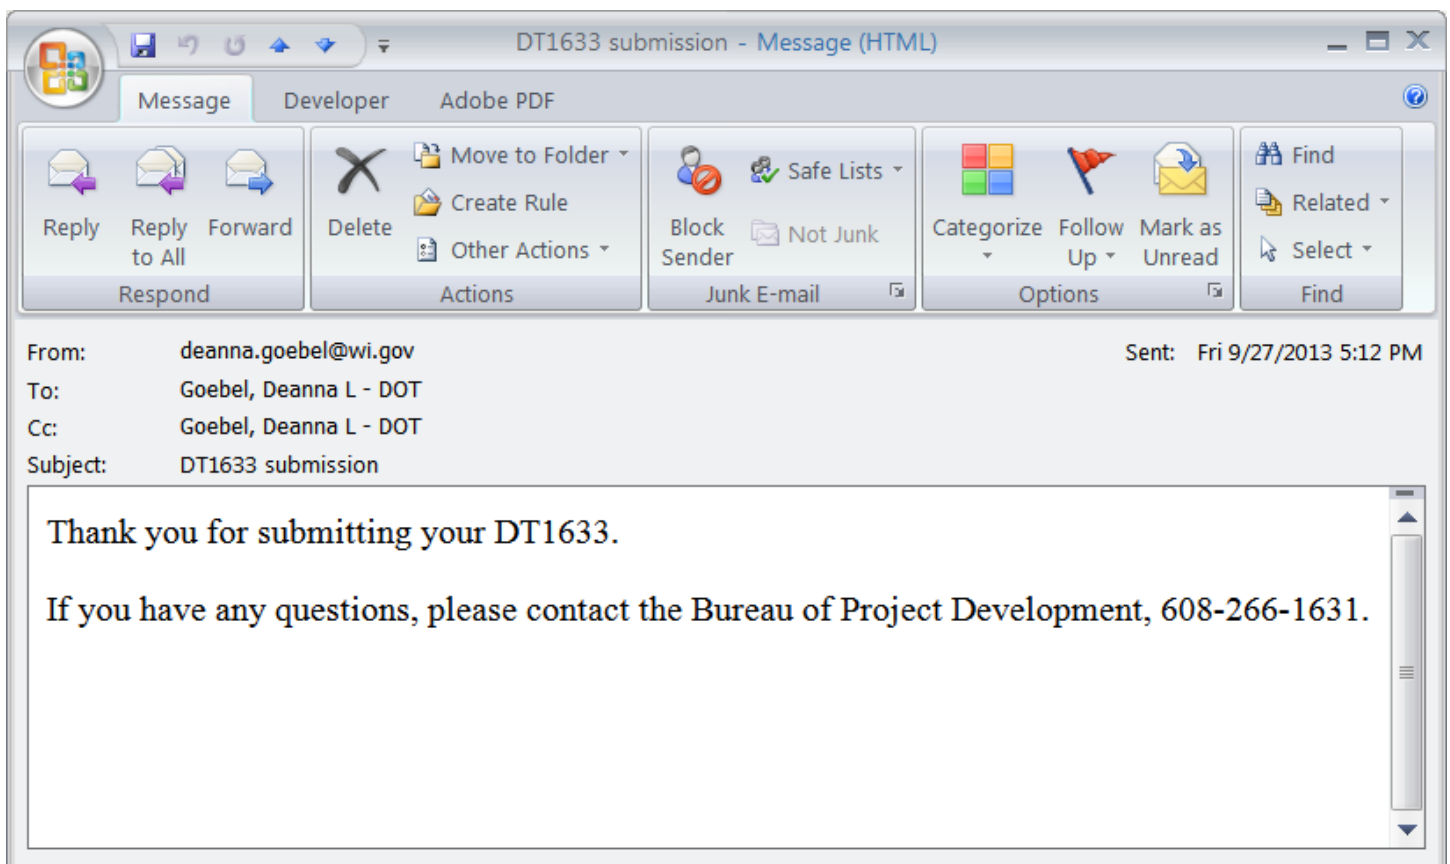 DT1633 submission - Message (HTML)
Message Developer Adobe PDF
Reply
Reply to All
Forward
Respond
Delete
Move to Folder
Create Rule
Other Actions
Actions
Block Sender
Safe Lists
Not Junk
Junk E-mail
Categorize
Follow Up
Mark as Unread
Options
Find
Related
Select
Find
From: deanna.goebel@wi.gov Sent: Fri 9/27/2013 5:12 PM
To: Goebel, Deanna L - DOT
Cc: Goebel, Deanna L - DOT
Subject: DT1633 submission
Thank you for submitting your DT1633.
If you have any questions, please contact the Bureau of Project Development, 608-266-1631.